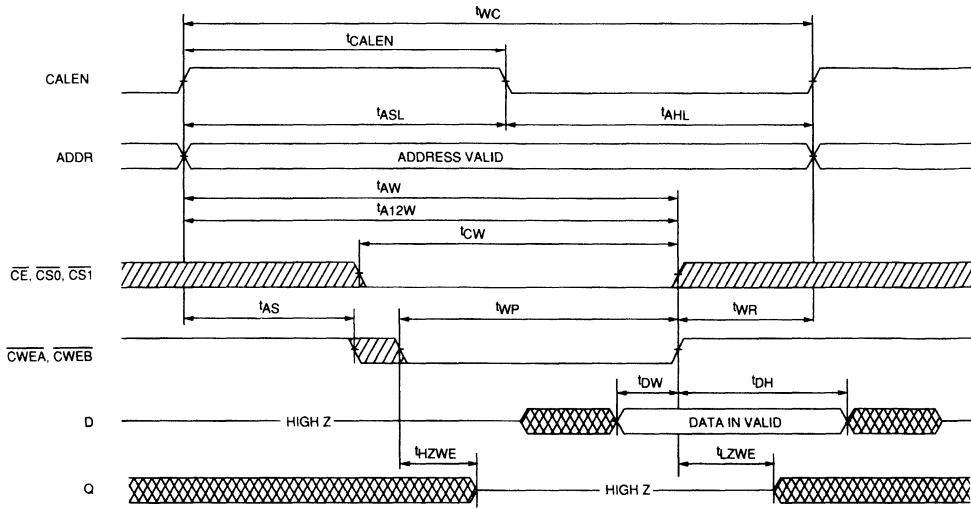 tWC
tCALEN
CALEN
tASL
tAHL
ADDR
ADDRESS VALID
tAW
tA12W
tCW
CE, CS0, CS1
tAS
tWP
tWR
CWEA, CWEB
tDW
tDH
D
HIGH Z
DATA IN VALID
tHZWE
tLZWE
Q
HIGH Z